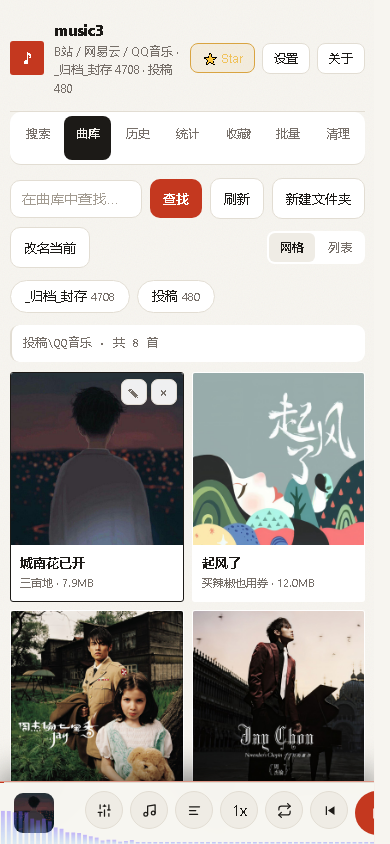 music3
B站 / 网易云 / QQ音乐 ·
_归档_封存 4708 · 投稿
480
Star
设置
关于
搜索
曲库
历史
统计
收藏
批量
清理
在曲库中查找...
查找
刷新
新建文件夹
改名当前
网格
列表
_归档_封存 4708
投稿 480
投稿\QQ音乐 · 共 8 首
起风了
城南花已开
三亩地 · 7.9MB
起风了
买辣椒也用券 · 12.0MB
Jay Chou
1x